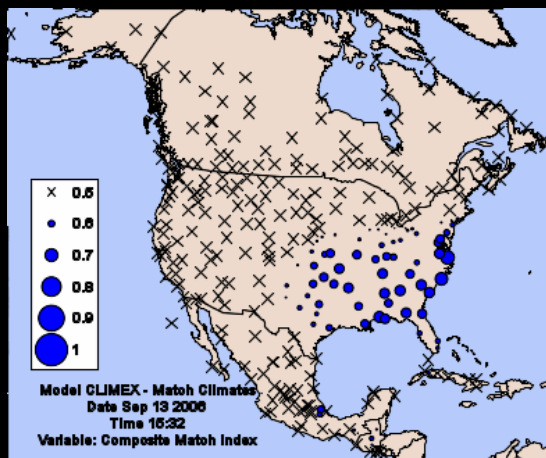 0.5
0.6
0.7
0.8
0.9
1
Model CLIMEX - Match Climates
Date Sep 13 2006
Time 15:32
Variable: Composite Match Index